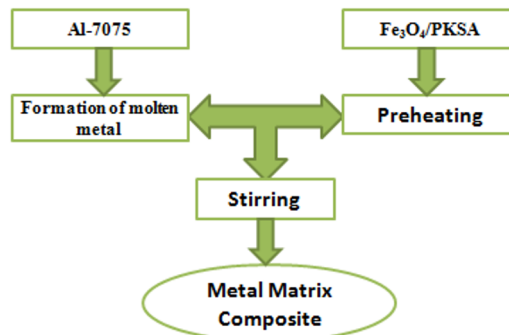 Al-7075
Fe₃O₄/PKSA
Formation of molten
metal
Preheating
Stirring
Metal Matrix
Composite